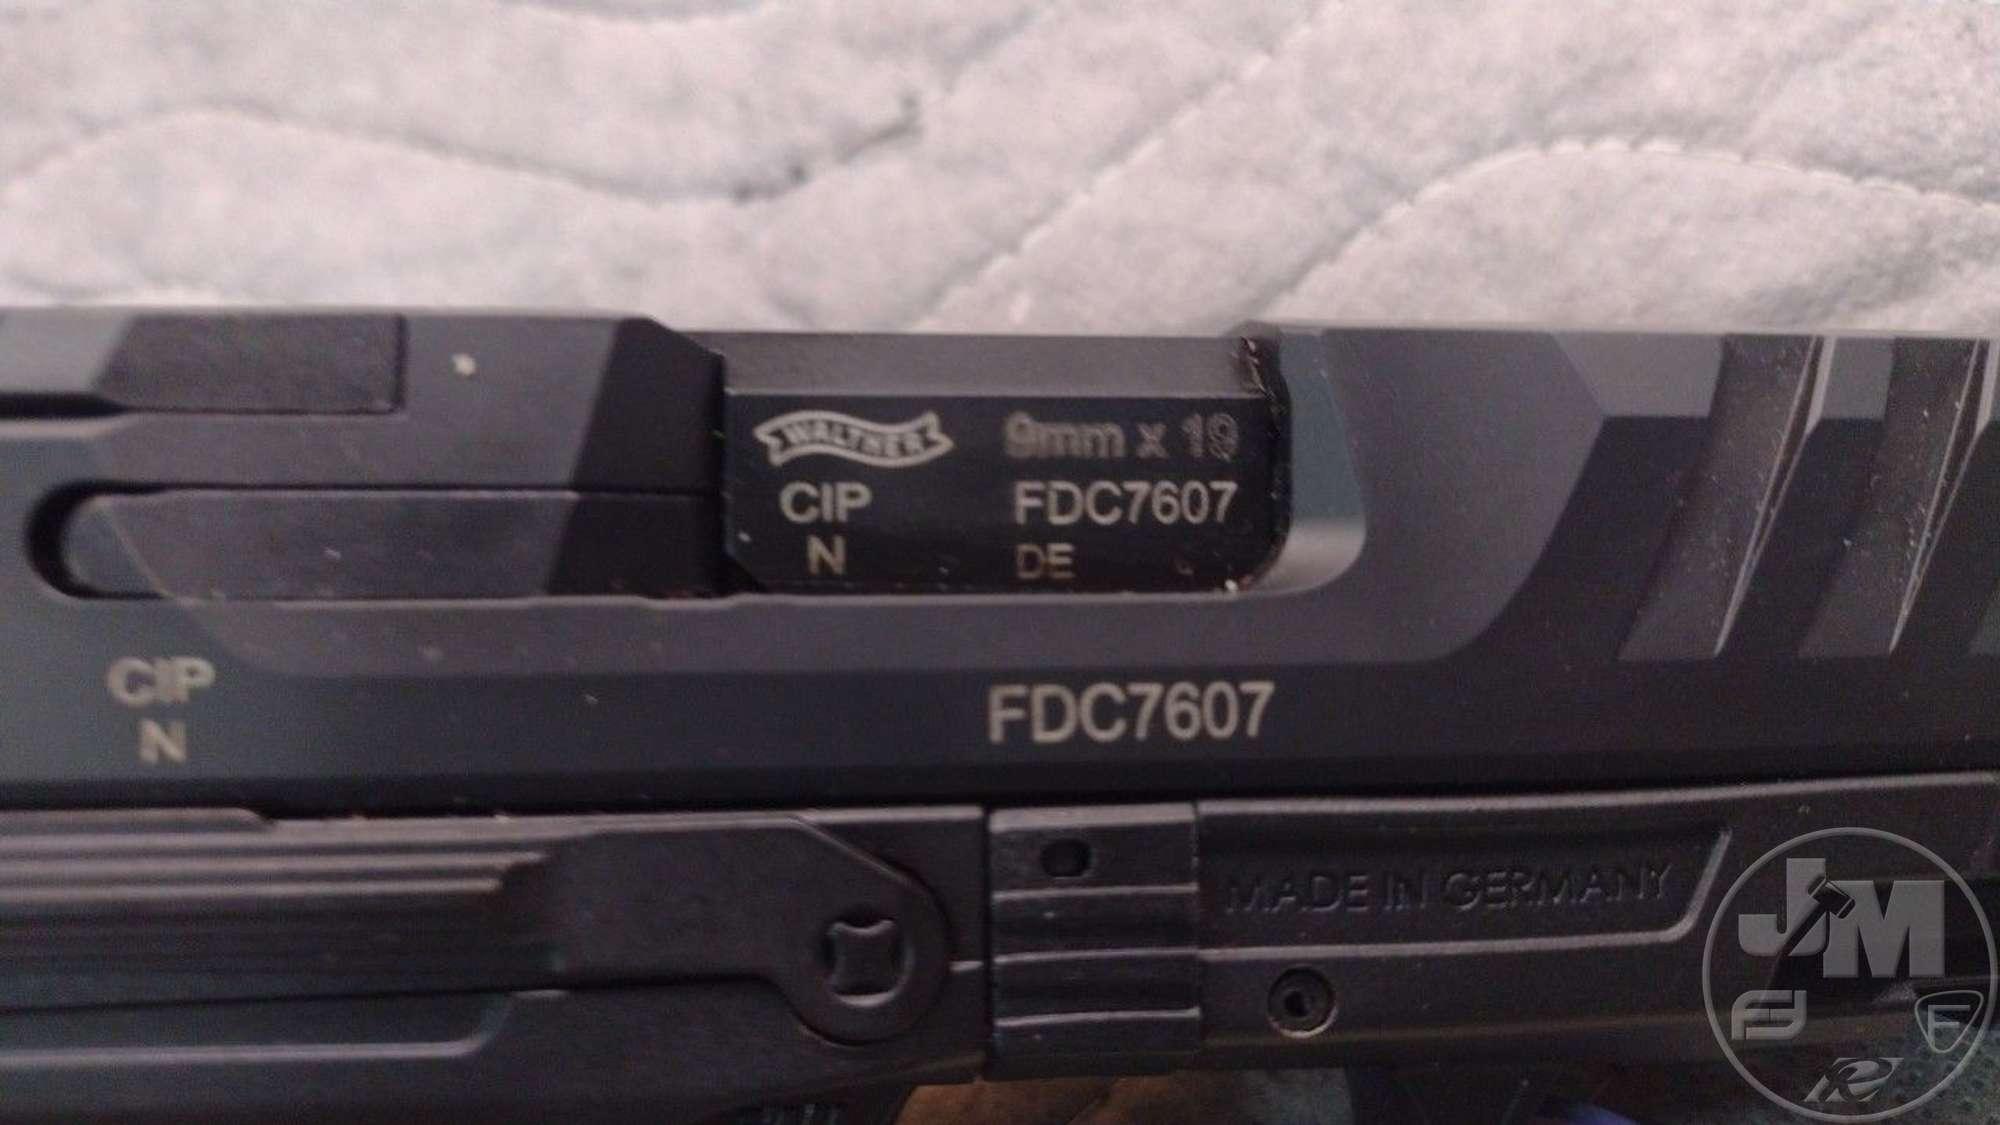 WALTHER 9mm x 19
CIP FDC7607
N DE
CIP
N
FDC7607
MADE IN GERMANY
JM